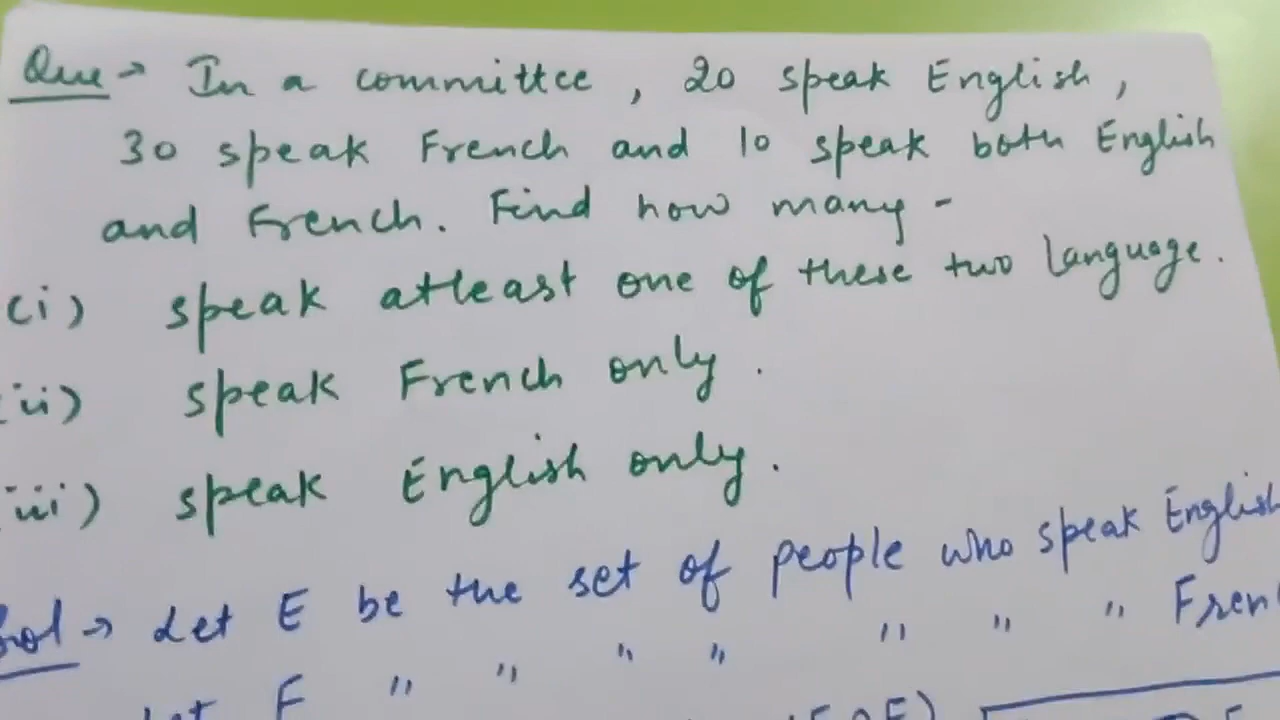 Que → In a committee, 20 speak English,
30 speak French and 10 speak both English
and French. Find how many -
(i) speak atleast one of these two language.
ii) speak French only.
iii) speak English only.
Sol → Let E be the set of people who speak English
Let F " " " " " " " Fren